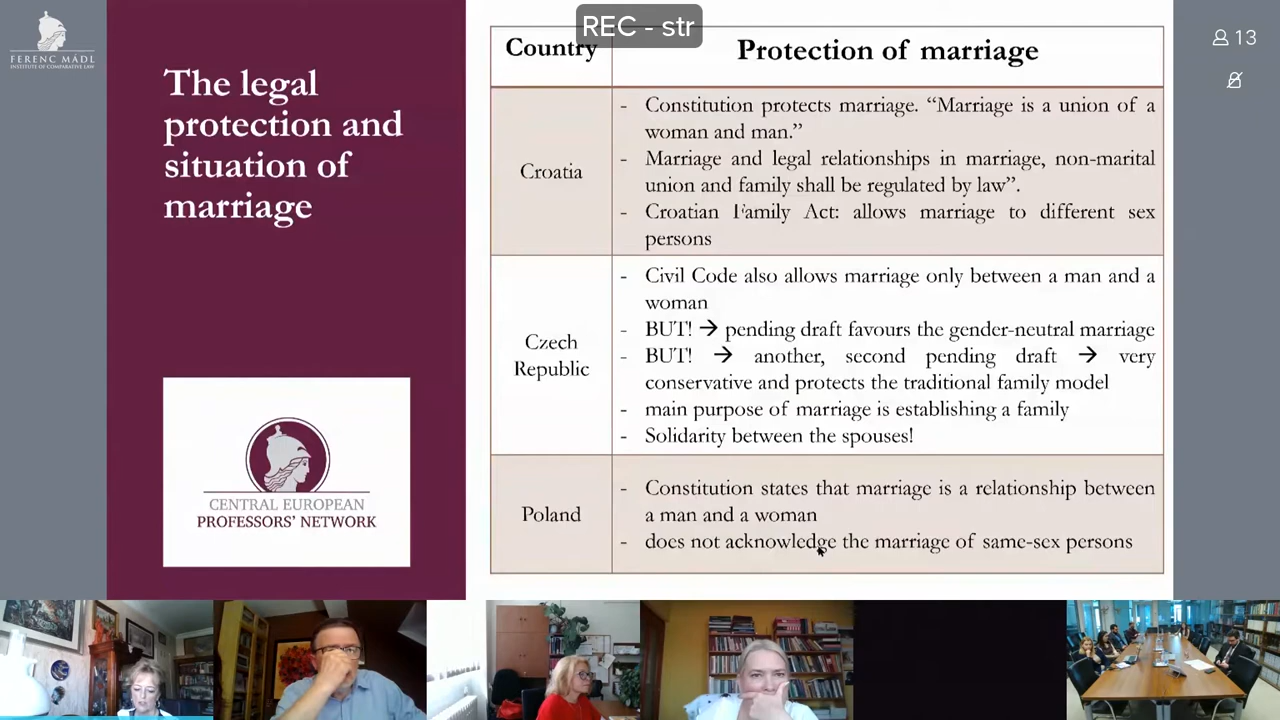 REC - str
13
FERENC MÁDL
INSTITUTE OF COMPARATIVE LAW
The legal
protection and
situation of
marriage
CENTRAL EUROPEAN
PROFESSORS' NETWORK
Country
Protection of marriage
Croatia
- Constitution protects marriage. “Marriage is a union of a
woman and man.”
- Marriage and legal relationships in marriage, non-marital
union and family shall be regulated by law”.
- Croatian Family Act: allows marriage to different sex
persons
Czech
Republic
- Civil Code also allows marriage only between a man and a
woman
- BUT! → pending draft favours the gender-neutral marriage
- BUT! → another, second pending draft → very
conservative and protects the traditional family model
- main purpose of marriage is establishing a family
- Solidarity between the spouses!
Poland
- Constitution states that marriage is a relationship between
a man and a woman
- does not acknowledge the marriage of same-sex persons